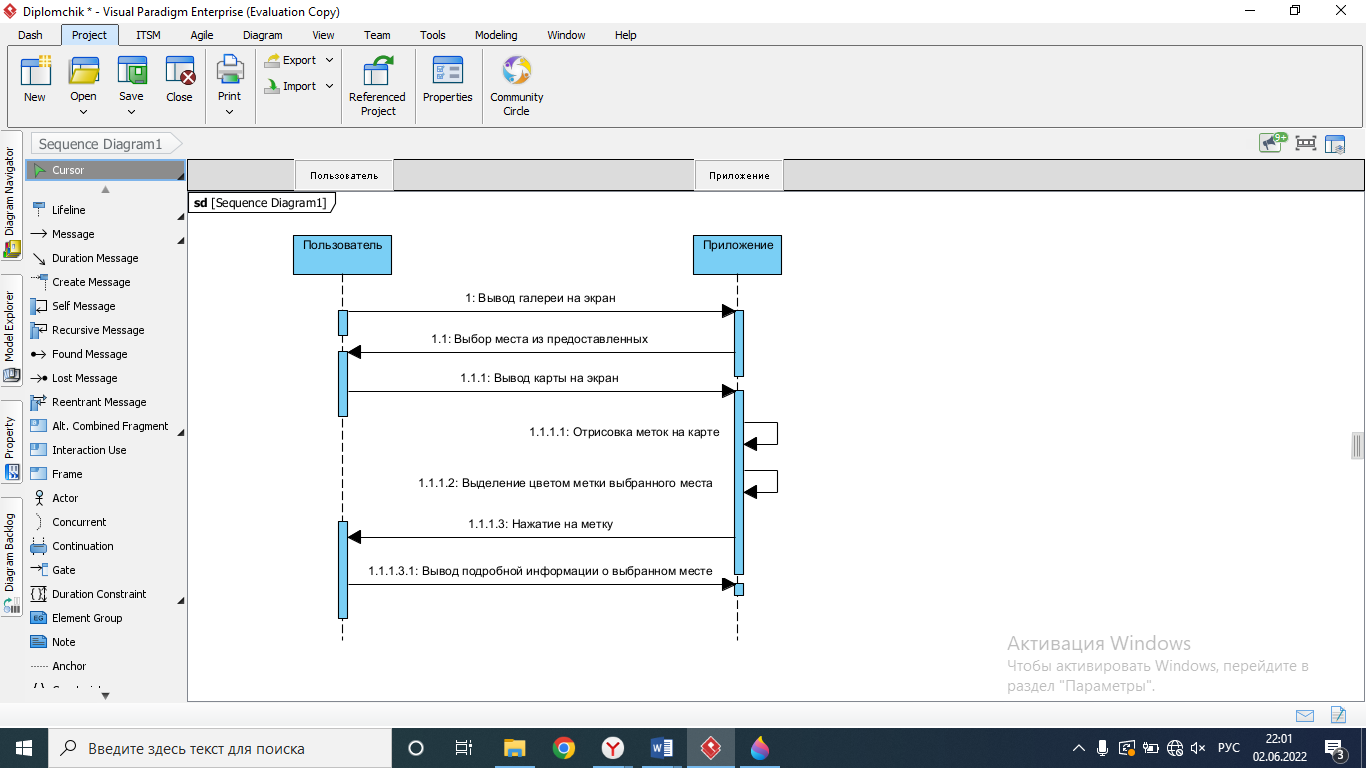 Diplomchik * - Visual Paradigm Enterprise (Evaluation Copy)
Dash Project ITSM Agile Diagram View Team Tools Modeling Window Help
New Open Save Close Print Export Import Referenced Project Properties Community Circle
Sequence Diagram1
9+
Diagram Navigator
Model Explorer
Property
Diagram Backlog
Cursor
Lifeline
Message
Duration Message
Create Message
Self Message
Recursive Message
Found Message
Lost Message
Reentrant Message
Alt. Combined Fragment
Interaction Use
Frame
Actor
Concurrent
Continuation
Gate
Duration Constraint
EG Element Group
Note
Anchor
Пользователь Приложение
sd [Sequence Diagram1]
Пользователь Приложение
1: Вывод галереи на экран
1.1: Выбор места из предоставленных
1.1.1: Вывод карты на экран
1.1.1.1: Отрисовка меток на карте
1.1.1.2: Выделение цветом метки выбранного места
1.1.1.3: Нажатие на метку
1.1.1.3.1: Вывод подробной информации о выбранном месте
Активация Windows
Чтобы активировать Windows, перейдите в
раздел "Параметры".
Введите здесь текст для поиска
РУС
22:01
02.06.2022
3